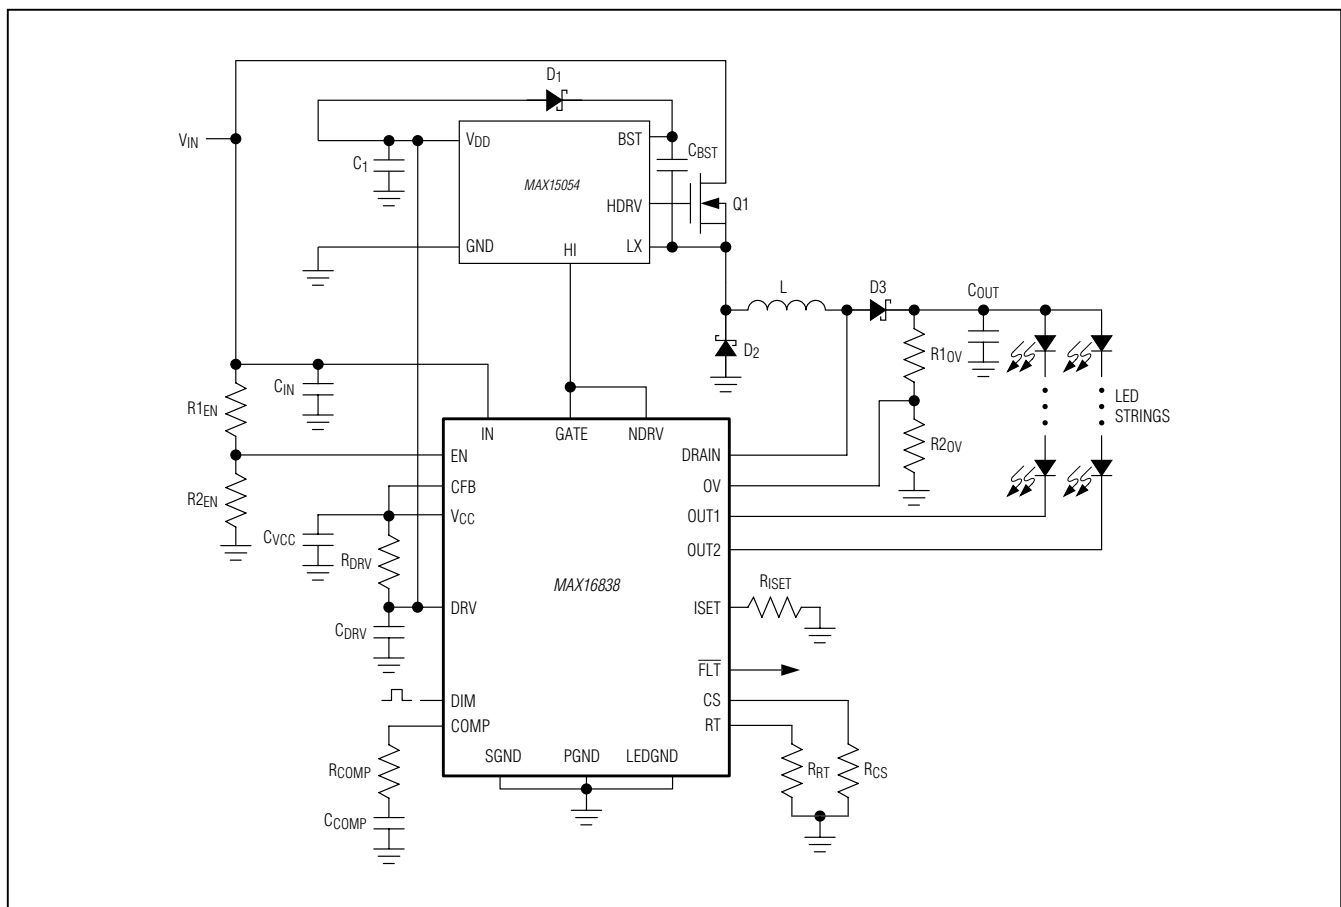 D1
VIN
VDD
BST
C1
CBST
MAX15054
HDRV
Q1
GND
HI
LX
L
D3
COUT
D2
R1OV
CIN
R1EN
LED
STRINGS
IN
GATE
NDRV
R2OV
EN
DRAIN
CFB
OV
R2EN
VCC
OUT1
CVCC
OUT2
RDRV
MAX16838
RISET
DRV
ISET
CDRV
FLT
DIM
CS
COMP
RT
SGND
PGND
LEDGND
RCOMP
RRT
RCS
CCOMP